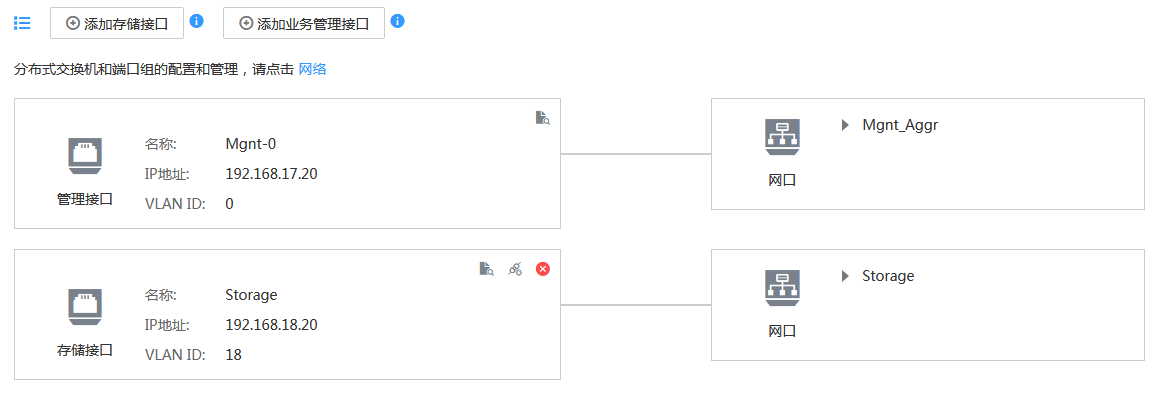 添加存储接口 添加业务管理接口
分布式交换机和端口组的配置和管理，请点击 网络
名称: Mgnt-0
IP地址: 192.168.17.20
VLAN ID: 0
管理接口
Mgnt_Aggr
网口
名称: Storage
IP地址: 192.168.18.20
VLAN ID: 18
存储接口
Storage
网口